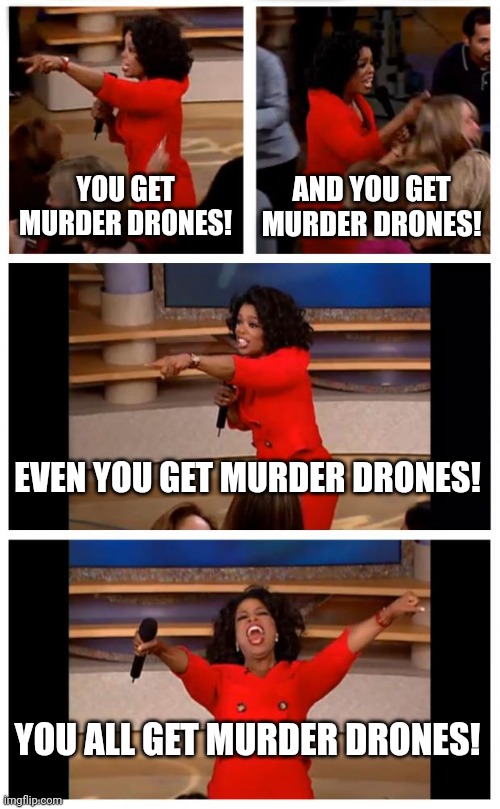 YOU GET
MURDER DRONES!
AND YOU GET
MURDER DRONES!
EVEN YOU GET MURDER DRONES!
YOU ALL GET MURDER DRONES!
imgflip.com